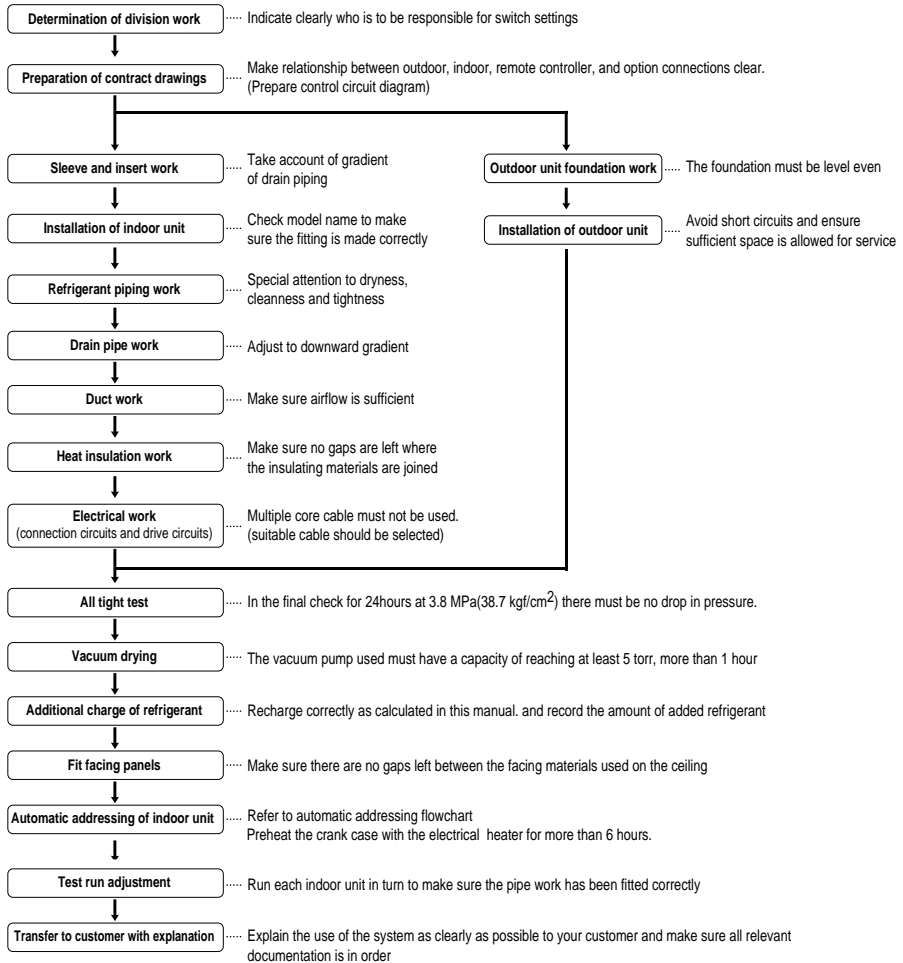 Determination of division work
..... Indicate clearly who is to be responsible for switch settings
Preparation of contract drawings
..... Make relationship between outdoor, indoor, remote controller, and option connections clear.
(Prepare control circuit diagram)
Sleeve and insert work
..... Take account of gradient
of drain piping
Outdoor unit foundation work
..... The foundation must be level even
Installation of indoor unit
..... Check model name to make
sure the fitting is made correctly
Installation of outdoor unit
..... Avoid short circuits and ensure
sufficient space is allowed for service
Refrigerant piping work
..... Special attention to dryness,
cleanness and tightness
Drain pipe work
..... Adjust to downward gradient
Duct work
..... Make sure airflow is sufficient
Heat insulation work
..... Make sure no gaps are left where
the insulating materials are joined
Electrical work
(connection circuits and drive circuits)
..... Multiple core cable must not be used.
(suitable cable should be selected)
All tight test
..... In the final check for 24hours at 3.8 MPa(38.7 kgf/cm2) there must be no drop in pressure.
Vacuum drying
..... The vacuum pump used must have a capacity of reaching at least 5 torr, more than 1 hour
Additional charge of refrigerant
..... Recharge correctly as calculated in this manual. and record the amount of added refrigerant
Fit facing panels
..... Make sure there are no gaps left between the facing materials used on the ceiling
Automatic addressing of indoor unit
..... Refer to automatic addressing flowchart
Preheat the crank case with the electrical heater for more than 6 hours.
Test run adjustment
..... Run each indoor unit in turn to make sure the pipe work has been fitted correctly
Transfer to customer with explanation
..... Explain the use of the system as clearly as possible to your customer and make sure all relevant
documentation is in order